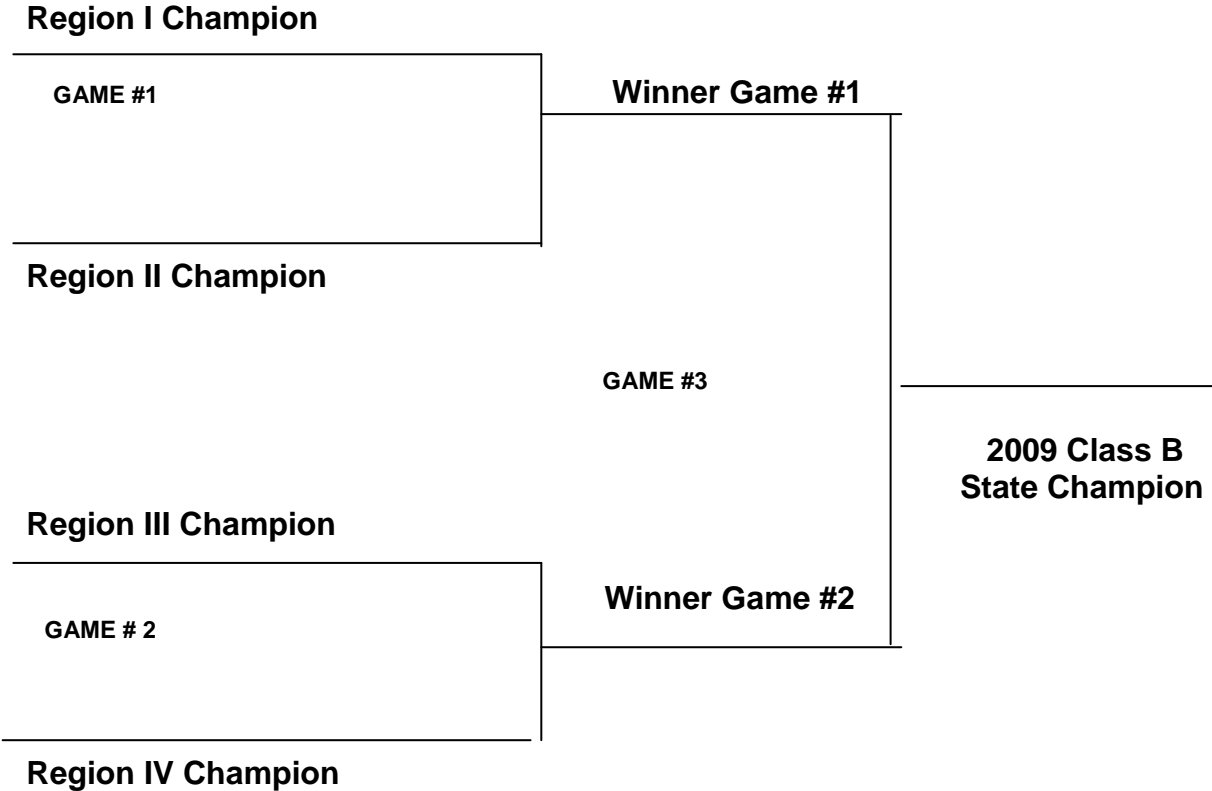 Region I Champion
GAME #1
Winner Game #1
Region II Champion
GAME #3
2009 Class B
State Champion
Region III Champion
Winner Game #2
GAME # 2
Region IV Champion